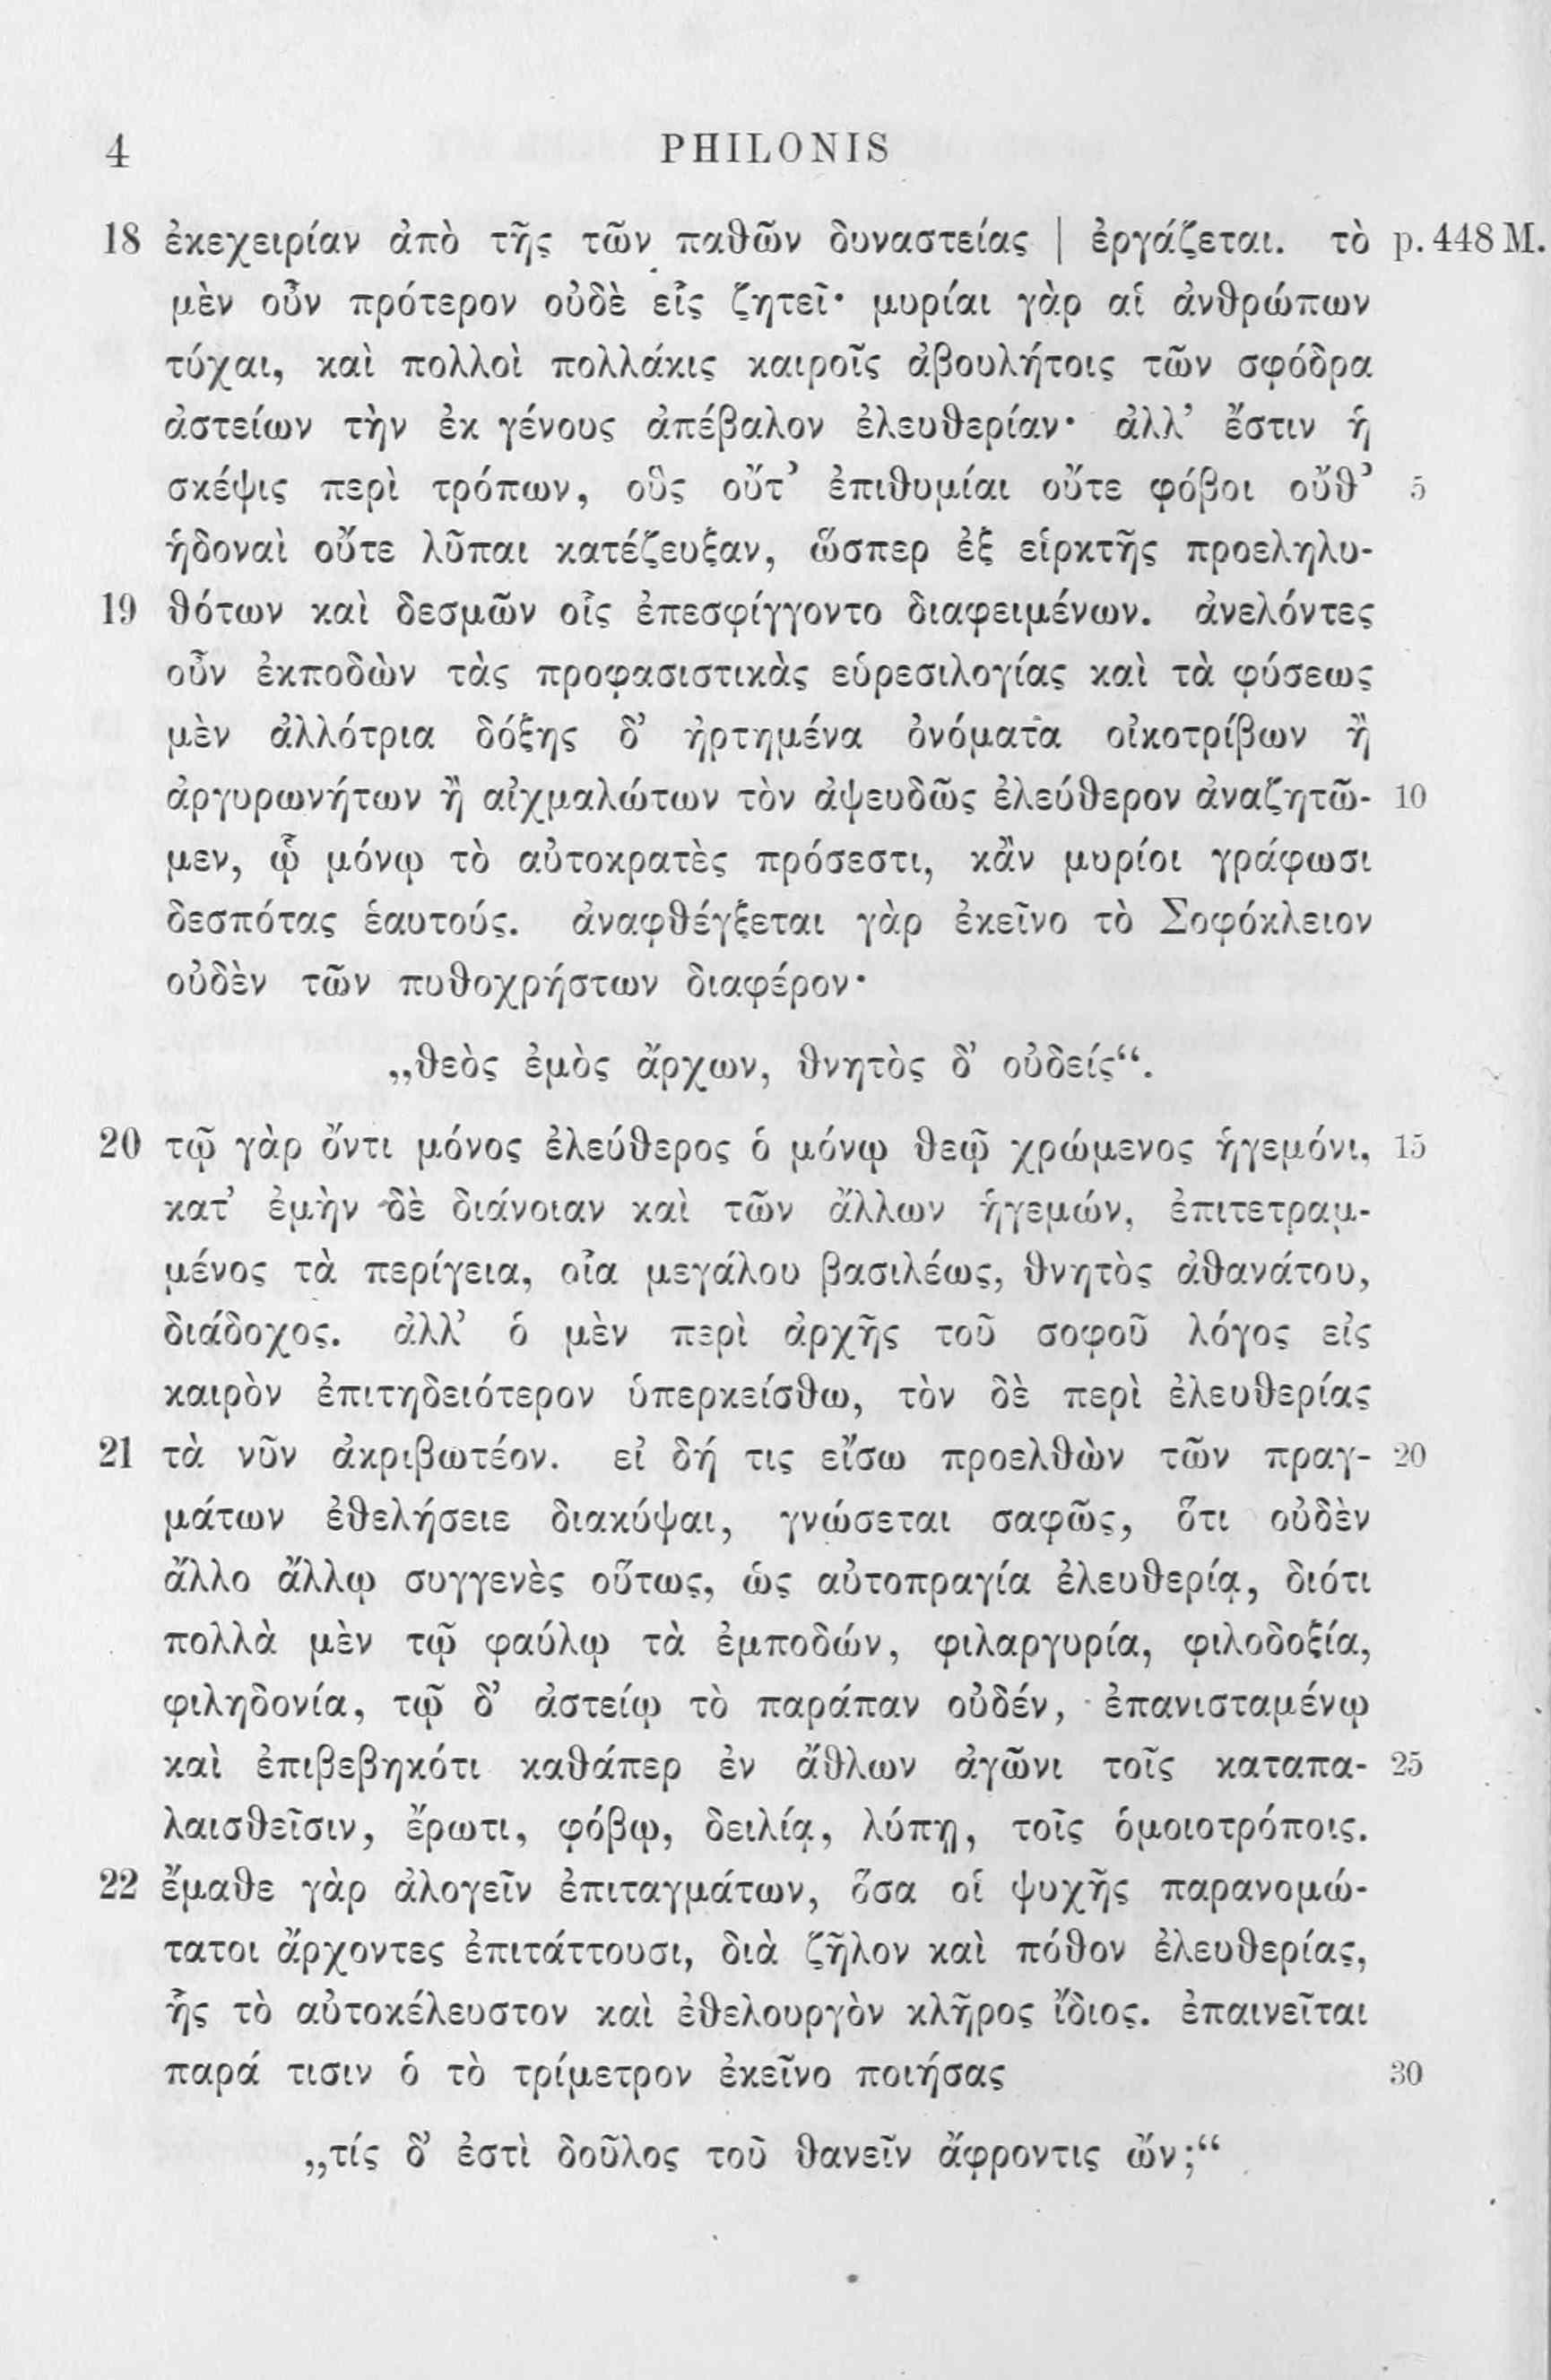 4 PHILONIS
18 ἐκεχειρίαν ἀπὸ τῆς τῶν παθῶν δυναστείας | ἐργάζεται. τὸ p. 448 M.
μὲν οὖν πρότερον οὐδὲ εἷς ζητεῖ· μυρίαι γὰρ αἱ ἀνθρώπων
τύχαι, καὶ πολλοὶ πολλάκις καιροῖς ἀβουλήτοις τῶν σφόδρα
ἀστείων τὴν ἐκ γένους ἀπέβαλον ἐλευθερίαν· ἀλλ’ ἔστιν ἡ
σκέψις περὶ τρόπων, οὓς οὔτ’ ἐπιθυμίαι οὔτε φόβοι οὔθ’ 5
ἡδοναὶ οὔτε λῦπαι κατέζευξαν, ὥσπερ ἐξ εἱρκτῆς προεληλυ-
19 θότων καὶ δεσμῶν οἷς ἐπεσφίγγοντο διαφειμένων. ἀνελόντες
οὖν ἐκποδὼν τὰς προφασιστικὰς εὑρεσιλογίας καὶ τὰ φύσεως
μὲν ἀλλότρια δόξης δ’ ἠρτημένα ὀνόματα οἰκοτρίβων ἢ
ἀργυρωνήτων ἢ αἰχμαλώτων τὸν ἀψευδῶς ἐλεύθερον ἀναζητῶ- 10
μεν, ᾧ μόνῳ τὸ αὐτοκρατὲς πρόσεστι, κἂν μυρίοι γράφωσι
δεσπότας ἑαυτούς. ἀναφθέγξεται γὰρ ἐκεῖνο τὸ Σοφόκλειον
οὐδὲν τῶν πυθοχρήστων διαφέρον·
„θεὸς ἐμὸς ἄρχων, θνητὸς δ’ οὐδείς“.
20 τῷ γὰρ ὄντι μόνος ἐλεύθερος ὁ μόνῳ θεῷ χρώμενος ἡγεμόνι, 15
κατ’ ἐμὴν δὲ διάνοιαν καὶ τῶν ἄλλων ἡγεμών, ἐπιτετραμ-
μένος τὰ περίγεια, οἷα μεγάλου βασιλέως, θνητὸς ἀθανάτου,
διάδοχος. ἀλλ’ ὁ μὲν περὶ ἀρχῆς τοῦ σοφοῦ λόγος εἰς
καιρὸν ἐπιτηδειότερον ὑπερκείσθω, τὸν δὲ περὶ ἐλευθερίας
21 τὰ νῦν ἀκριβωτέον. εἰ δή τις εἴσω προελθὼν τῶν πραγ- 20
μάτων ἐθελήσειε διακύψαι, γνώσεται σαφῶς, ὅτι οὐδὲν
ἄλλο ἄλλῳ συγγενὲς οὕτως, ὡς αὐτοπραγία ἐλευθερίᾳ, διότι
πολλὰ μὲν τῷ φαύλῳ τὰ ἐμποδών, φιλαργυρία, φιλοδοξία,
φιληδονία, τῷ δ’ ἀστείῳ τὸ παράπαν οὐδέν, ἐπανισταμένῳ
καὶ ἐπιβεβηκότι καθάπερ ἐν ἄθλων ἀγῶνι τοῖς καταπα- 25
λαισθεῖσιν, ἔρωτι, φόβῳ, δειλίᾳ, λύπῃ, τοῖς ὁμοιοτρόποις.
22 ἔμαθε γὰρ ἀλογεῖν ἐπιταγμάτων, ὅσα οἱ ψυχῆς παρανομώ-
τατοι ἄρχοντες ἐπιτάττουσι, διὰ ζῆλον καὶ πόθον ἐλευθερίας,
ἧς τὸ αὐτοκέλευστον καὶ ἐθελουργὸν κλῆρος ἴδιος. ἐπαινεῖται
παρά τισιν ὁ τὸ τρίμετρον ἐκεῖνο ποιήσας 30
„τίς δ’ ἐστὶ δοῦλος τοῦ θανεῖν ἄφροντις ὤν;“